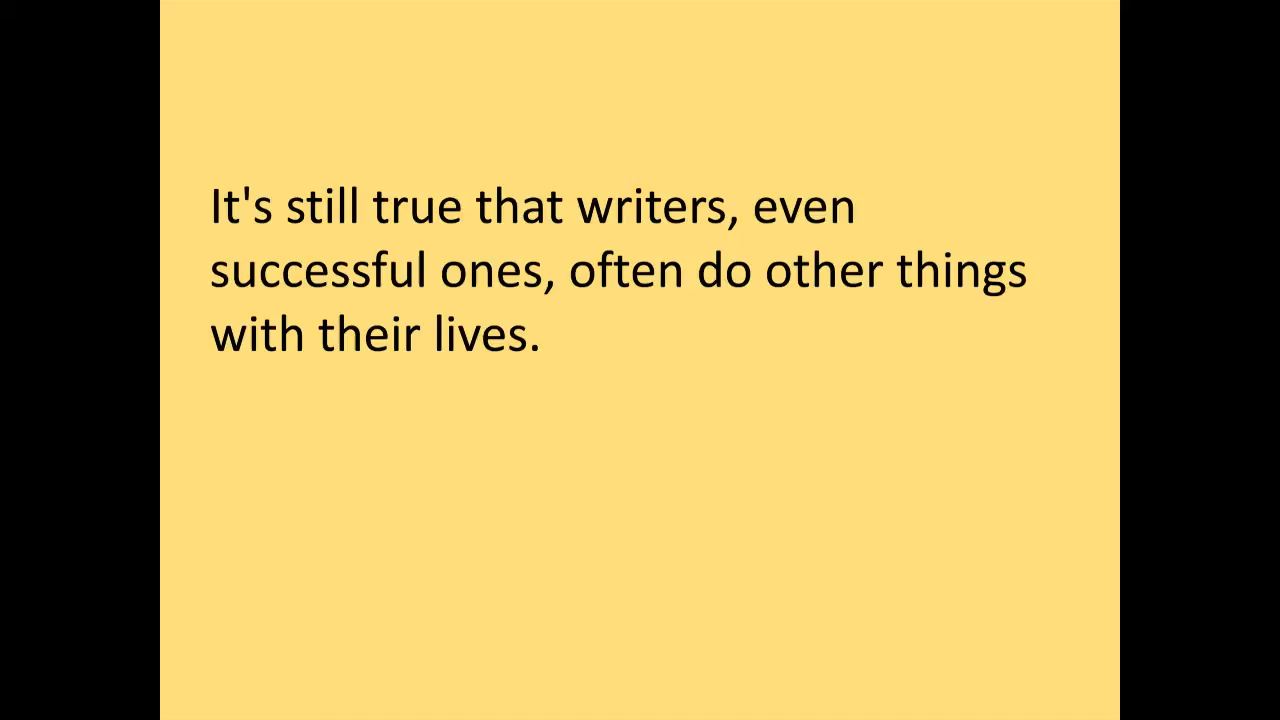 It's still true that writers, even
successful ones, often do other things
with their lives.